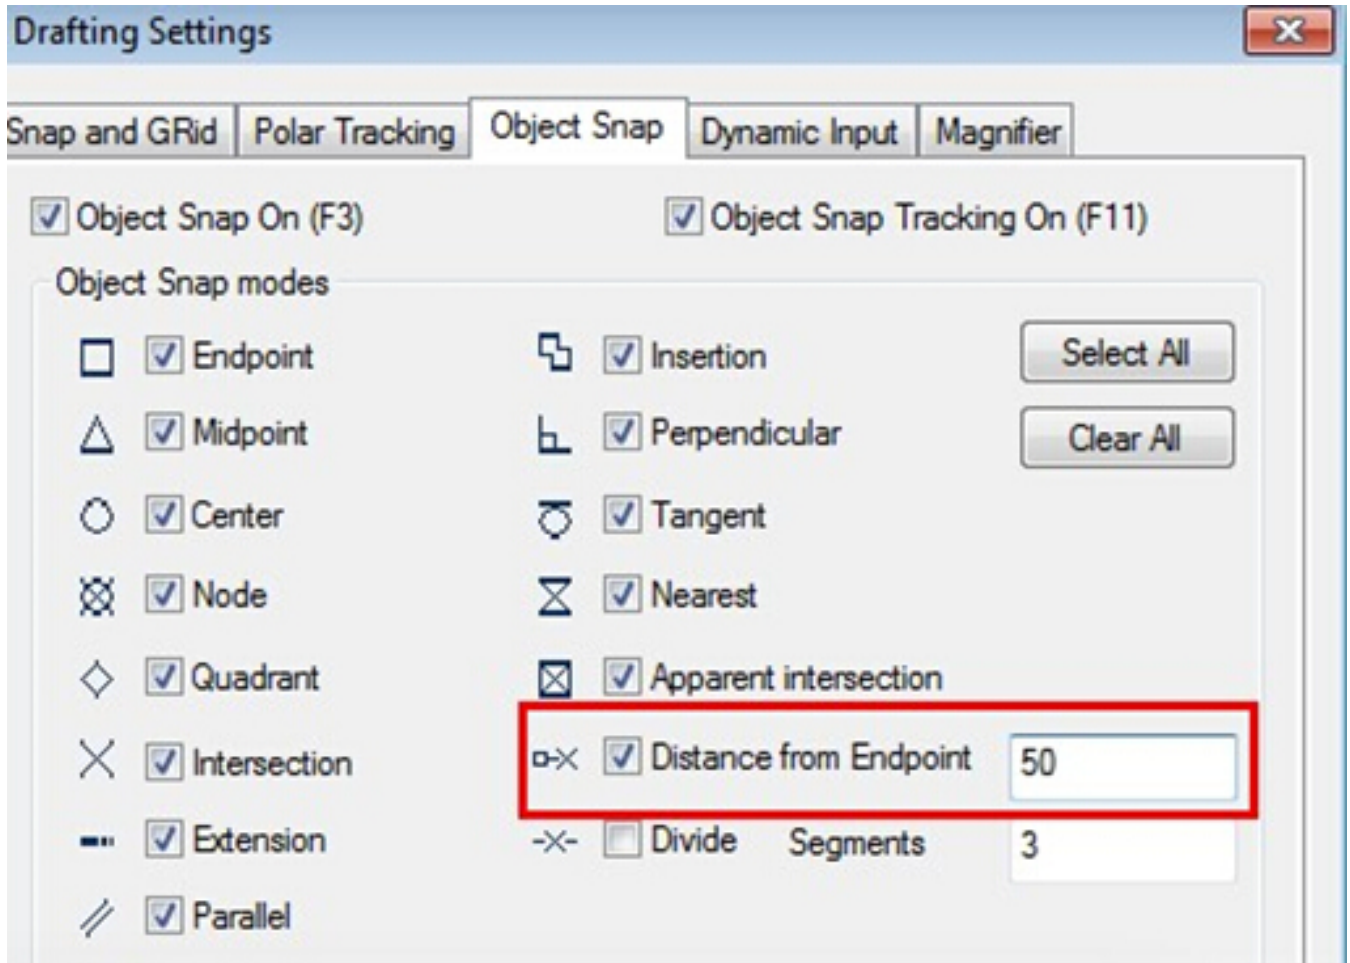 Drafting Settings
Snap and GRid Polar Tracking Object Snap Dynamic Input Magnifier
Object Snap On (F3) Object Snap Tracking On (F11)
Object Snap modes
Endpoint Insertion Select All
Midpoint Perpendicular Clear All
Center Tangent
Node Nearest
Quadrant Apparent intersection
Intersection Distance from Endpoint 50
Extension Divide Segments 3
Parallel